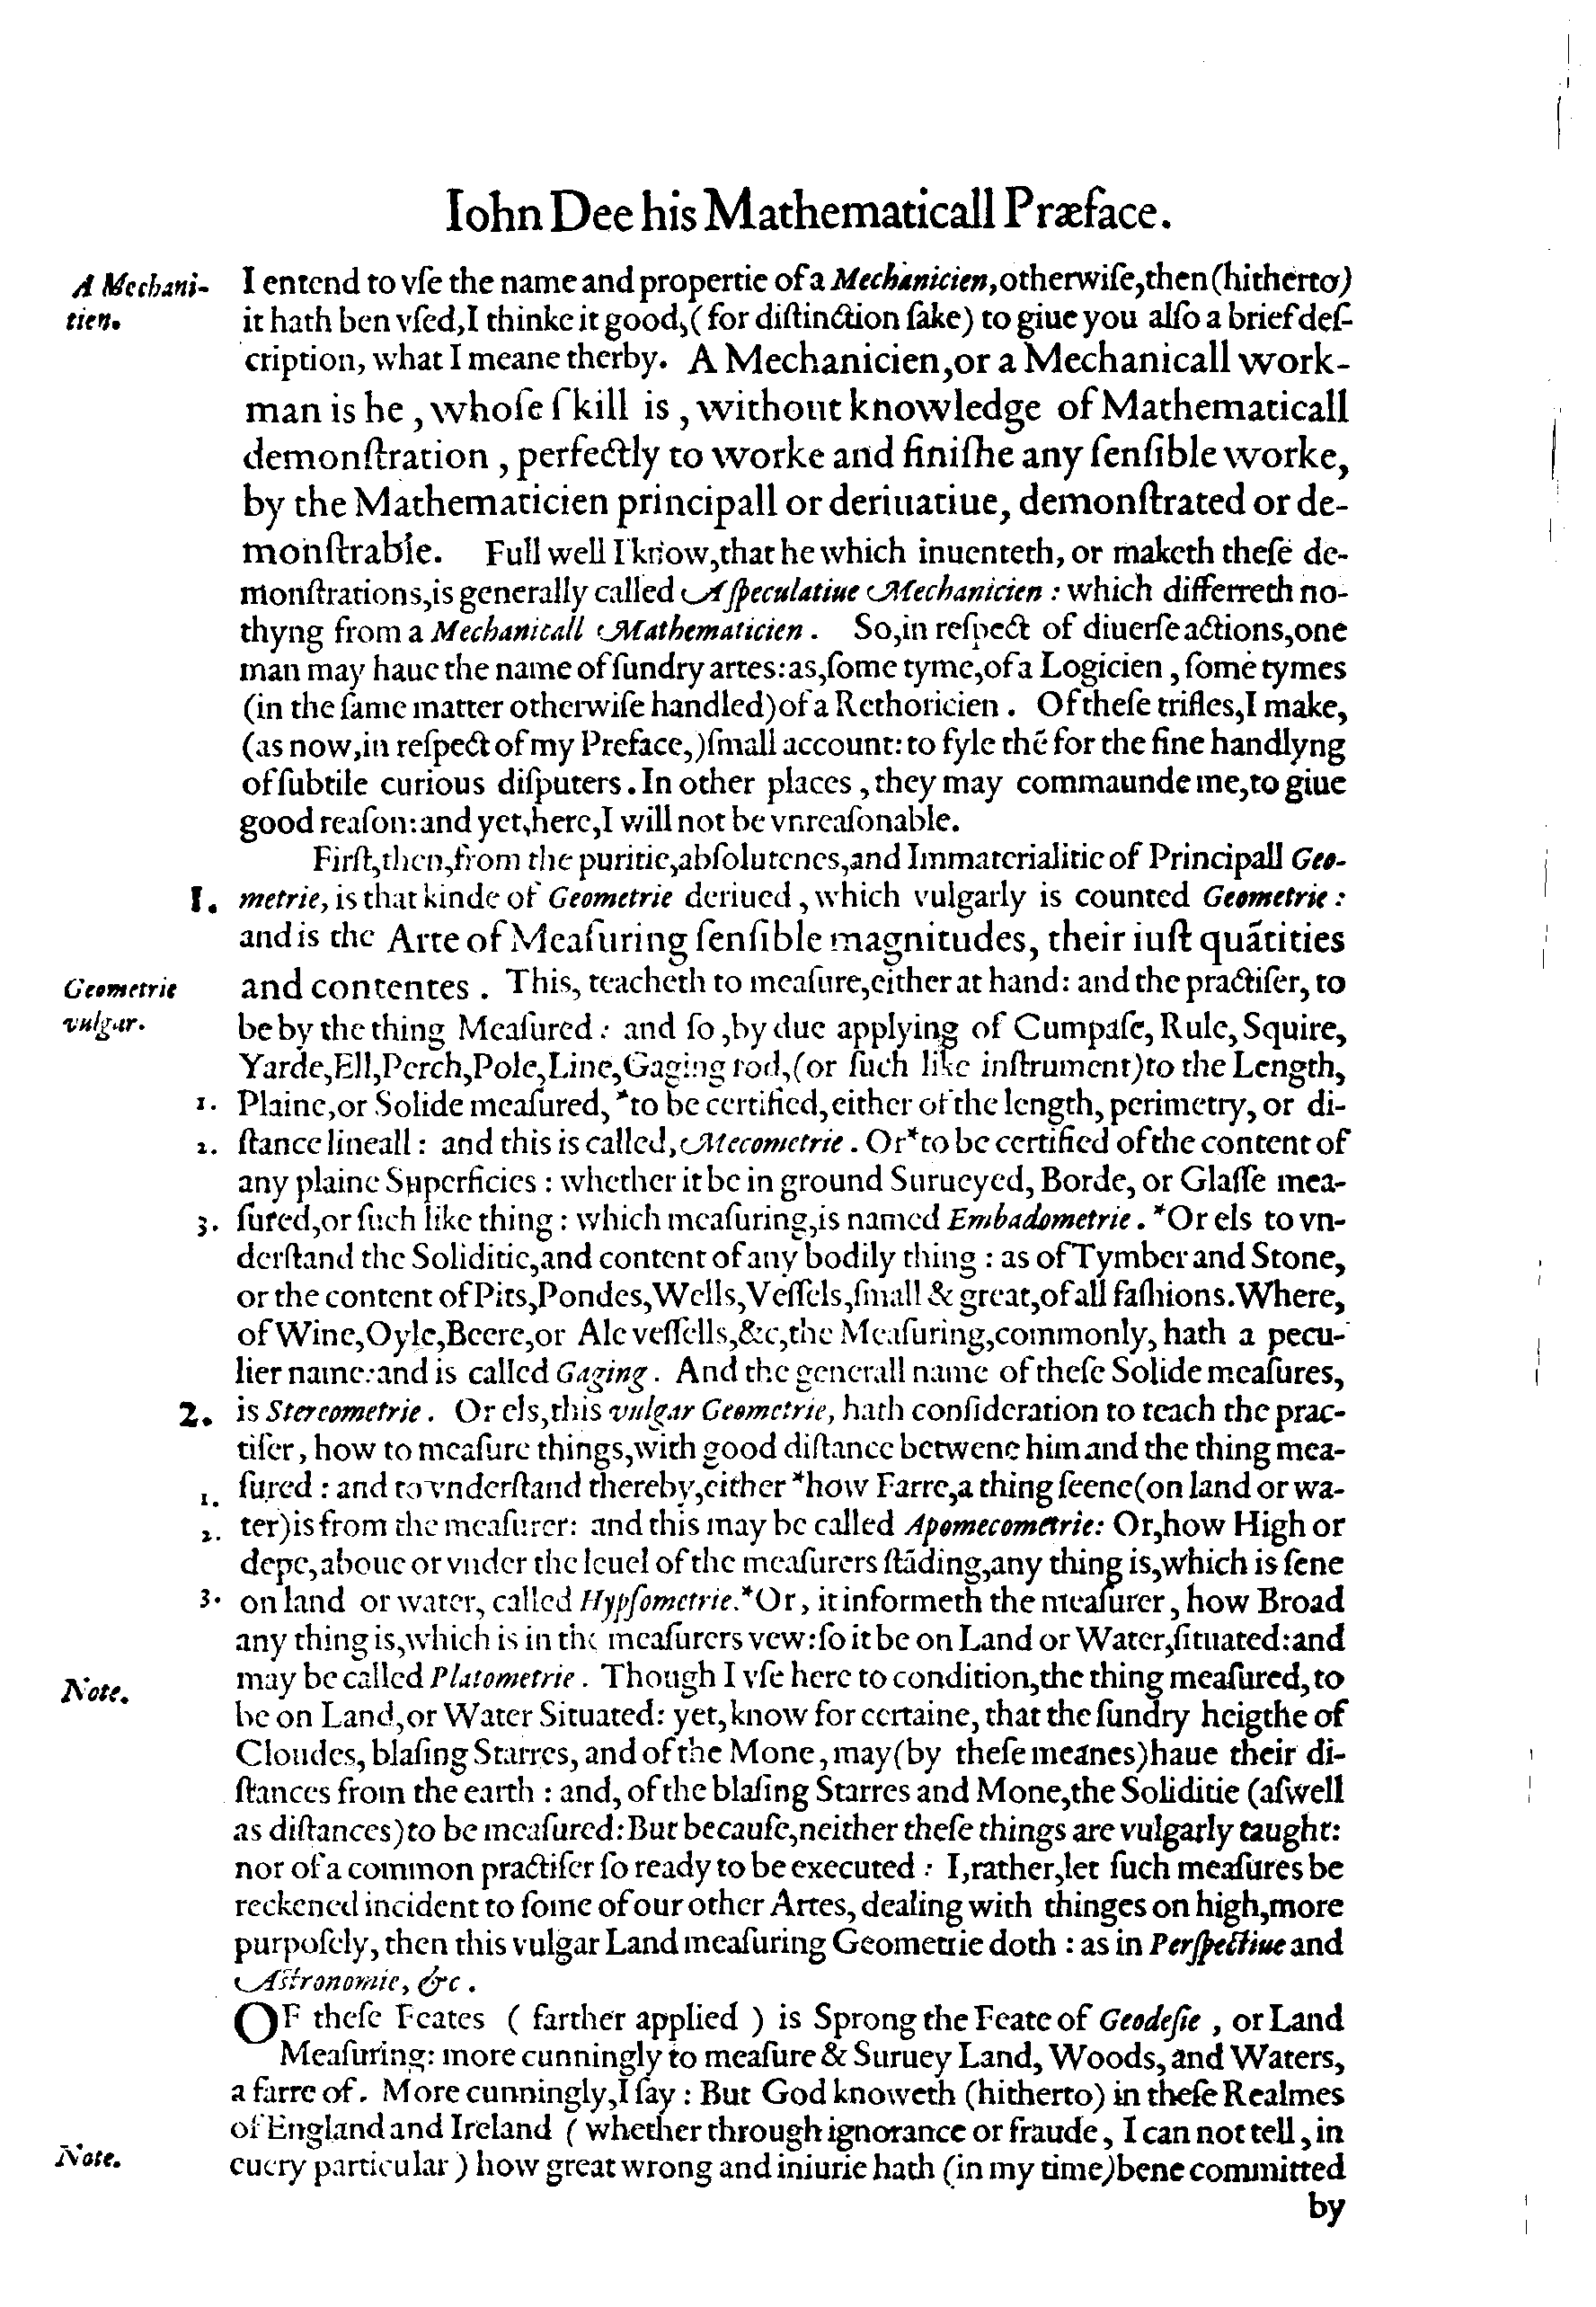 Iohn Dee his Mathematicall Præface.
A Mechani-
tien.
I entend to vſe the name and propertie of a Mechanicien, otherwiſe, then (hitherto)
it hath ben vſed, I thinke it good, (for diſtinction ſake) to giue you alſo a brief deſ-
cription, what I meane therby. A Mechanicien, or a Mechanicall work-
man is he, whoſe ſkill is, without knowledge of Mathematicall
demonſtration, perfectly to worke and finiſhe any ſenſible worke,
by the Mathematicien principall or deriuatiue, demonſtrated or de-
monſtrable. Full well I know, that he which inuenteth, or maketh theſe de-
monſtrations, is generally called A ſpeculatiue Mechanicien: which differreth no-
thyng from a Mechanicall Mathematicien. So, in reſpect of diuerſe actions, one
man may haue the name of ſundry artes: as, ſome tyme, of a Logicien, ſome tymes
(in the ſame matter otherwiſe handled) of a Rethoricien. Of theſe trifles, I make,
(as now, in reſpect of my Preface,) ſmall account: to fyle thē for the fine handlyng
of ſubtile curious diſputers. In other places, they may commaunde me, to giue
good reaſon: and yet, here, I will not be vnreaſonable.
Firſt, then, from the puritie, abſolutenes, and Immaterialitie of Principall Geo-
1. metrie, is that kinde of Geometrie deriued, which vulgarly is counted Geometrie:
and is the Arte of Meaſuring ſenſible magnitudes, their iuſt quātities
Geometrie
vulgar.
and contentes. This, teacheth to meaſure, either at hand: and the practiſer, to
be by the thing Meaſured: and ſo, by due applying of Cumpaſe, Rule, Squire,
Yarde, Ell, Perch, Pole, Line, Gaging rod, (or ſuch like inſtrument) to the Length,
1. Plaine, or Solide meaſured, *to be certified, either of the length, perimetry, or di-
2. ſtance lineall: and this is called, Mecometrie. Or *to be certified of the content of
any plaine Superficies: whether it be in ground Surueyed, Borde, or Glaſſe mea-
3. ſured, or ſuch like thing: which meaſuring, is named Embadometrie. *Or els to vn-
derſtand the Soliditie, and content of any bodily thing: as of Tymber and Stone,
or the content of Pits, Pondes, Wells, Veſſels, ſmall & great, of all faſhions. Where,
of Wine, Oyle, Beere, or Ale veſſells, &c, the Meaſuring, commonly, hath a pecu-
lier name: and is called Gaging. And the generall name of theſe Solide meaſures,
2. is Stereometrie. Or els, this vulgar Geometrie, hath conſideration to teach the prac-
tiſer, how to meaſure things, with good diſtance betwene him and the thing mea-
1. ſured: and to vnderſtand thereby, either *how Farre, a thing ſeene (on land or wa-
2. ter) is from the meaſurer: and this may be called Apomecometrie: Or, how High or
depe, aboue or vnder the leuel of the meaſurers ſtāding, any thing is, which is ſene
3. on land or water, called Hypſometrie. *Or, it informeth the meaſurer, how Broad
any thing is, which is in the meaſurers vew: ſo it be on Land or Water, ſituated: and
Note.
may be called Platometrie. Though I vſe here to condition, the thing meaſured, to
be on Land, or Water Situated: yet, know for certaine, that the ſundry heigthe of
Cloudes, blaſing Starres, and of the Mone, may (by theſe meanes) haue their di-
ſtances from the earth: and, of the blaſing Starres and Mone, the Soliditie (aſwell
as diſtances) to be meaſured: But becauſe, neither theſe things are vulgarly taught:
nor of a common practiſer ſo ready to be executed: I, rather, let ſuch meaſures be
reckened incident to ſome of our other Artes, dealing with thinges on high, more
purpoſely, then this vulgar Land meaſuring Geometrie doth: as in Perſpectiue and
Aſtronomie, &c.
OF theſe Feates ( farther applied ) is Sprong the Feate of Geodeſie, or Land
Meaſuring: more cunningly to meaſure & Suruey Land, Woods, and Waters,
a farre of. More cunningly, I ſay: But God knoweth (hitherto) in theſe Realmes
of England and Ireland (whether through ignorance or fraude, I can not tell, in
Note.
euery particular) how great wrong and iniurie hath (in my time) bene committed
by